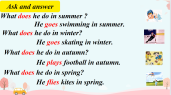 Ask and answer
What does he do in summer ?
He goes swimming in summer.
What does he do in winter?
He goes skating in winter.
What does he do in autumn?
He plays football in autumn.
What does he do in spring?
He flies kites in spring.